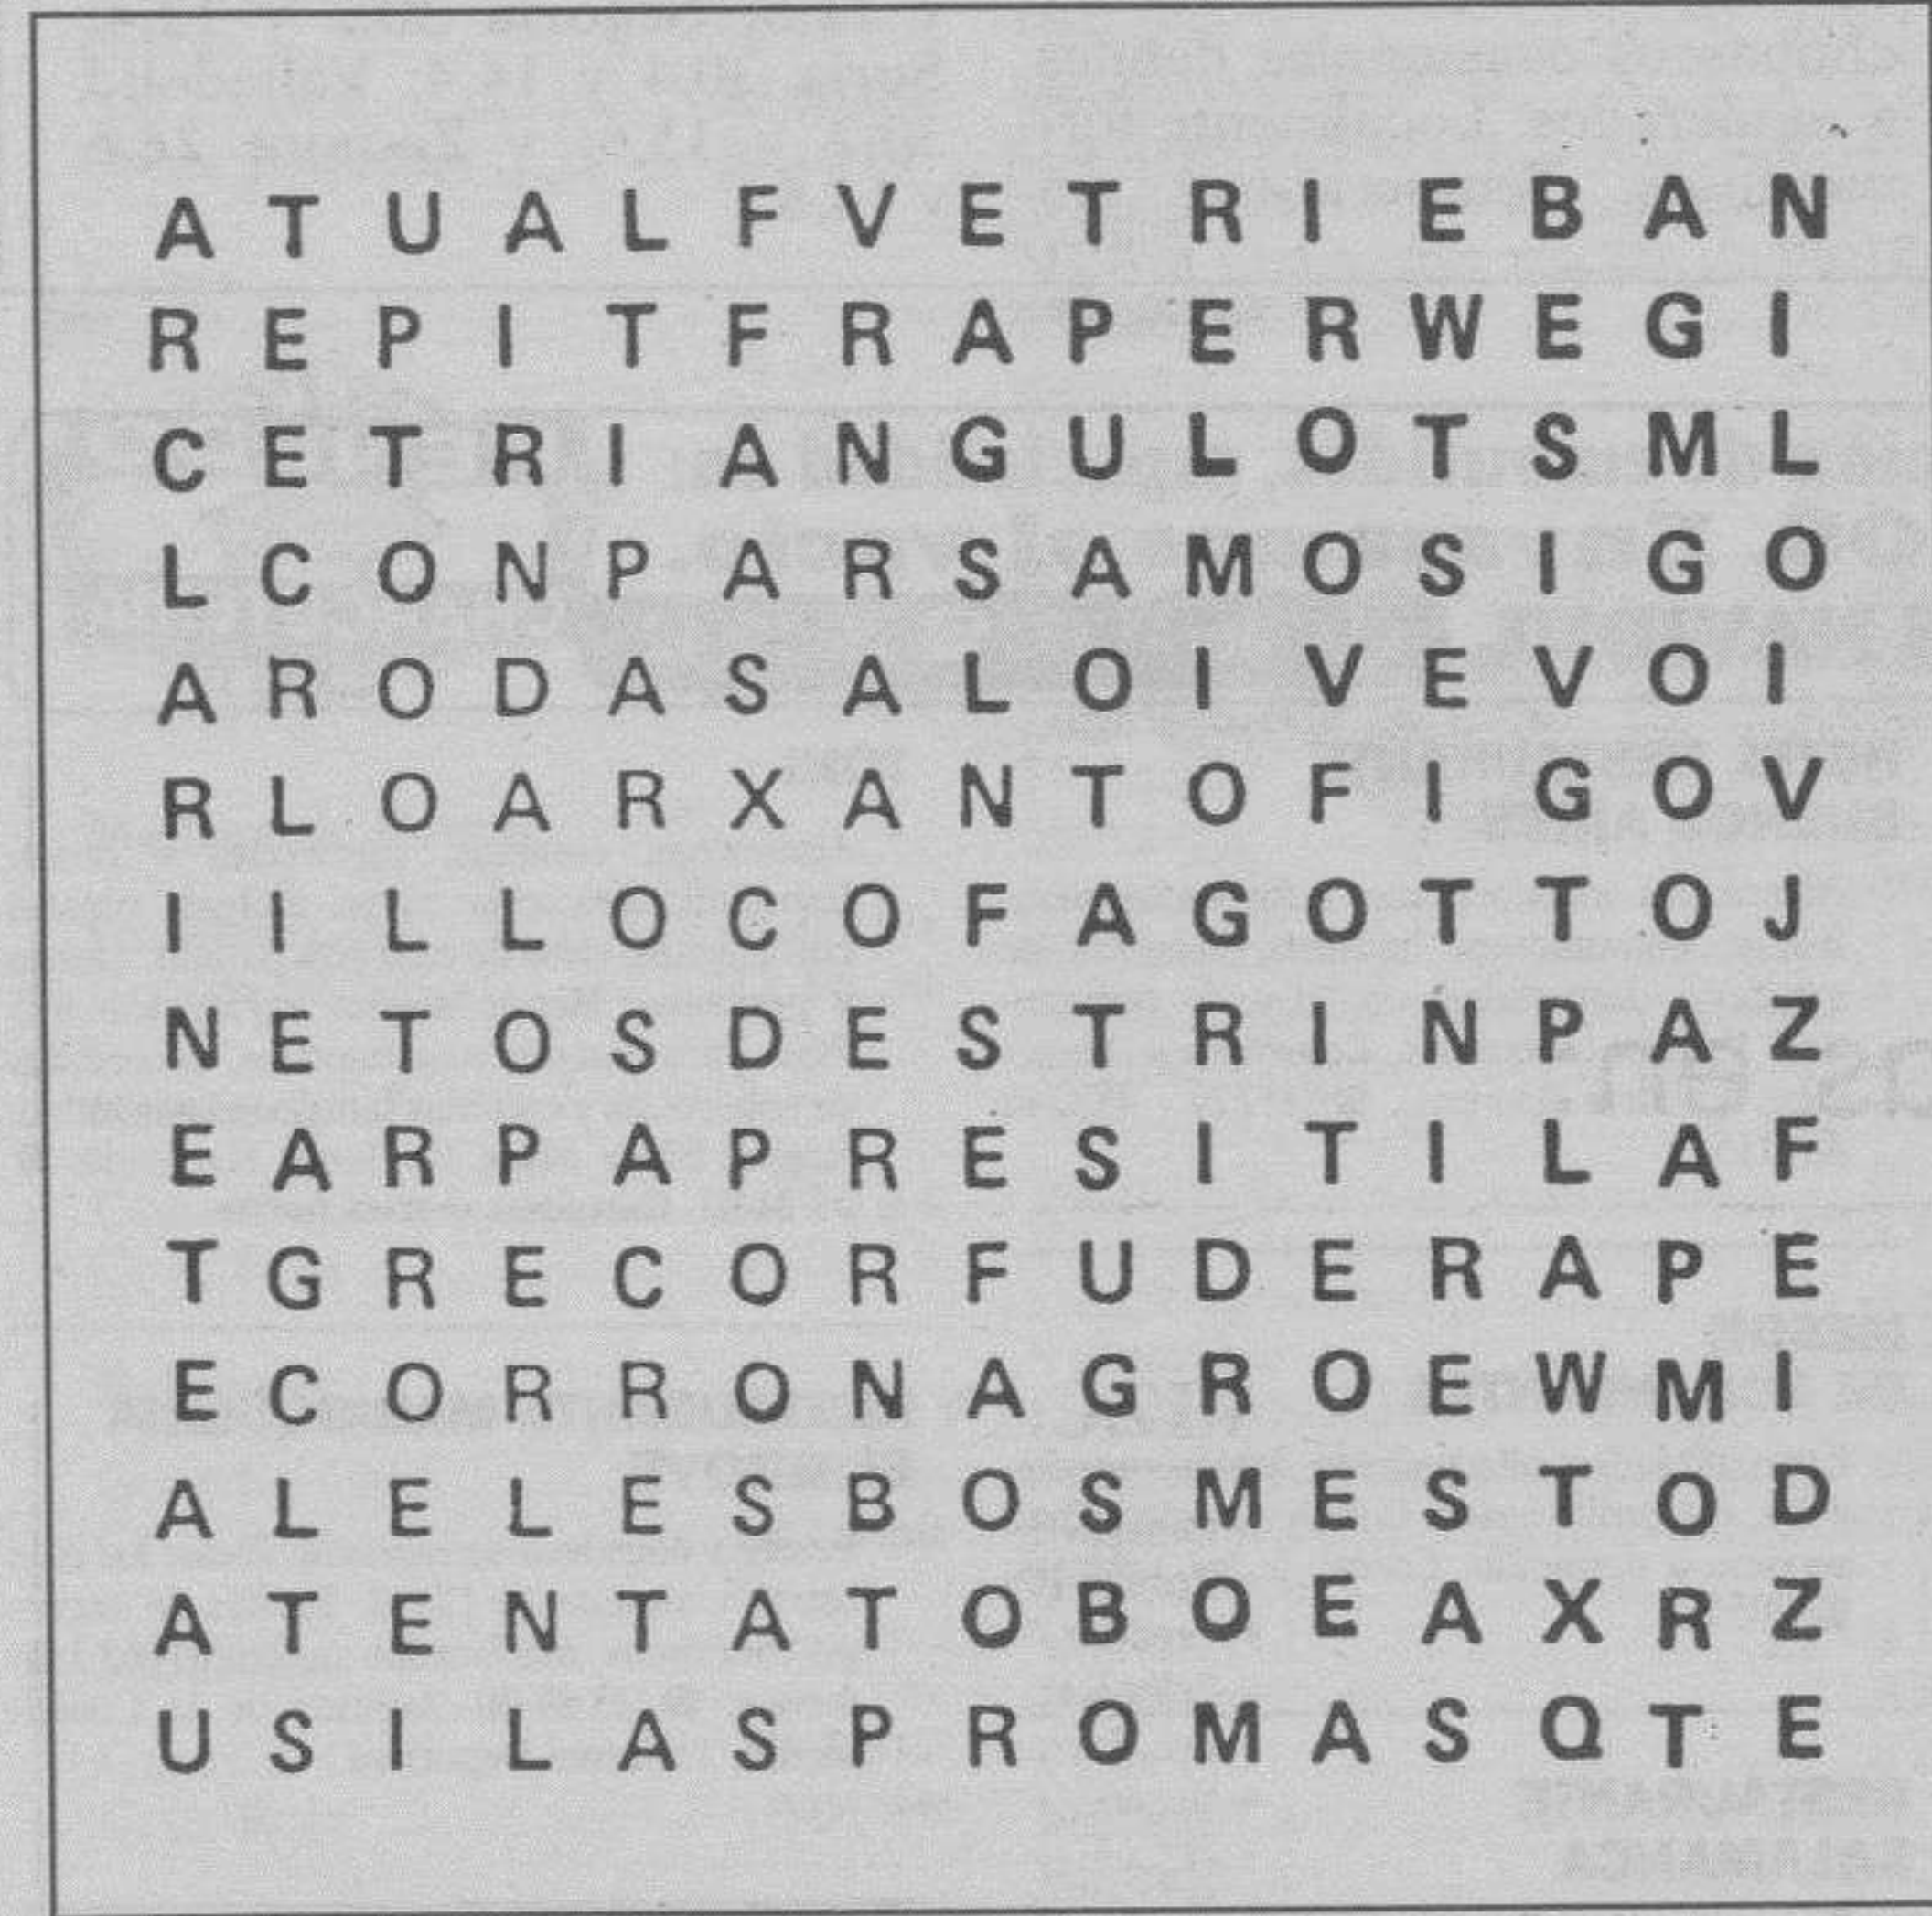 A T U A L F V E T R I E B A N
R E P I T F R A P E R W E G I
C E T R I A N G U L O T S M L
L C O N P A R S A M O S I G O
A R O D A S A L O I V E V O I
R L O A R X A N T O F I G O V
I I L L O C O F A G O T T O J
N E T O S D E S T R I N P A Z
E A R P A P R E S I T I L A F
T G R E C O R F U D E R A P E
E C O R R O N A G R O E W M I
A L E L E S B O S M E S T O D
A T E N T A T O B O E A X R Z
U S I L A S P R O M A S Q T E